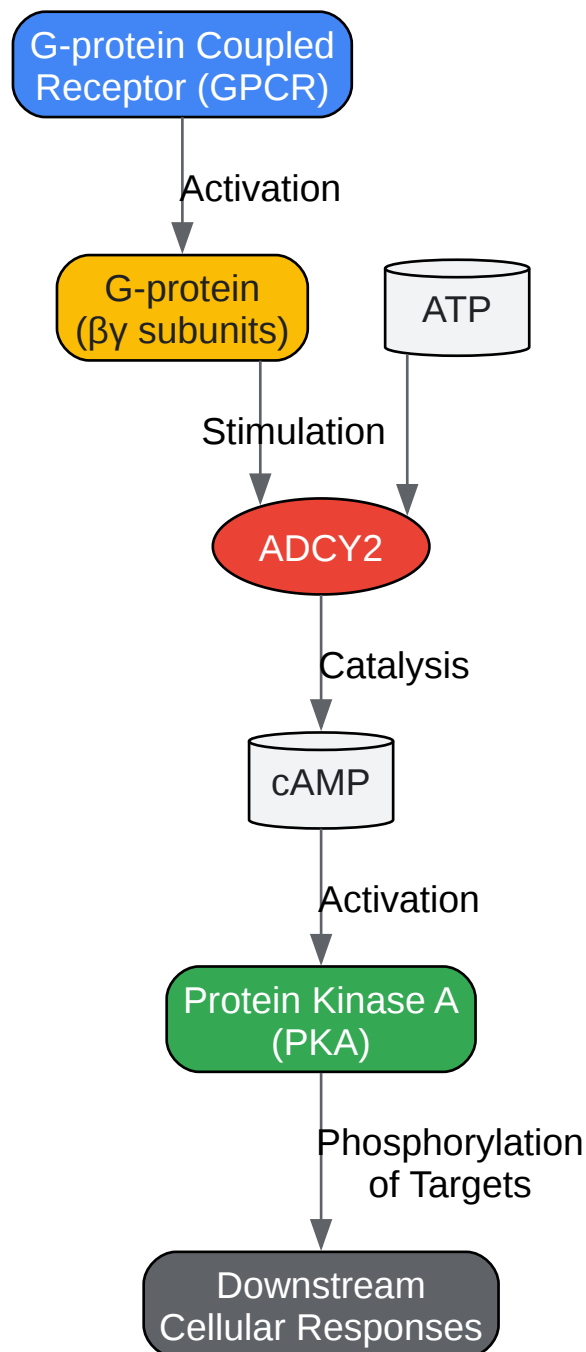 G-protein Coupled
Receptor (GPCR)
Activation
G-protein
(βγ subunits)
ATP
Stimulation
ADCY2
Catalysis
cAMP
Activation
Protein Kinase A
(PKA)
Phosphorylation
of Targets
Downstream
Cellular Responses